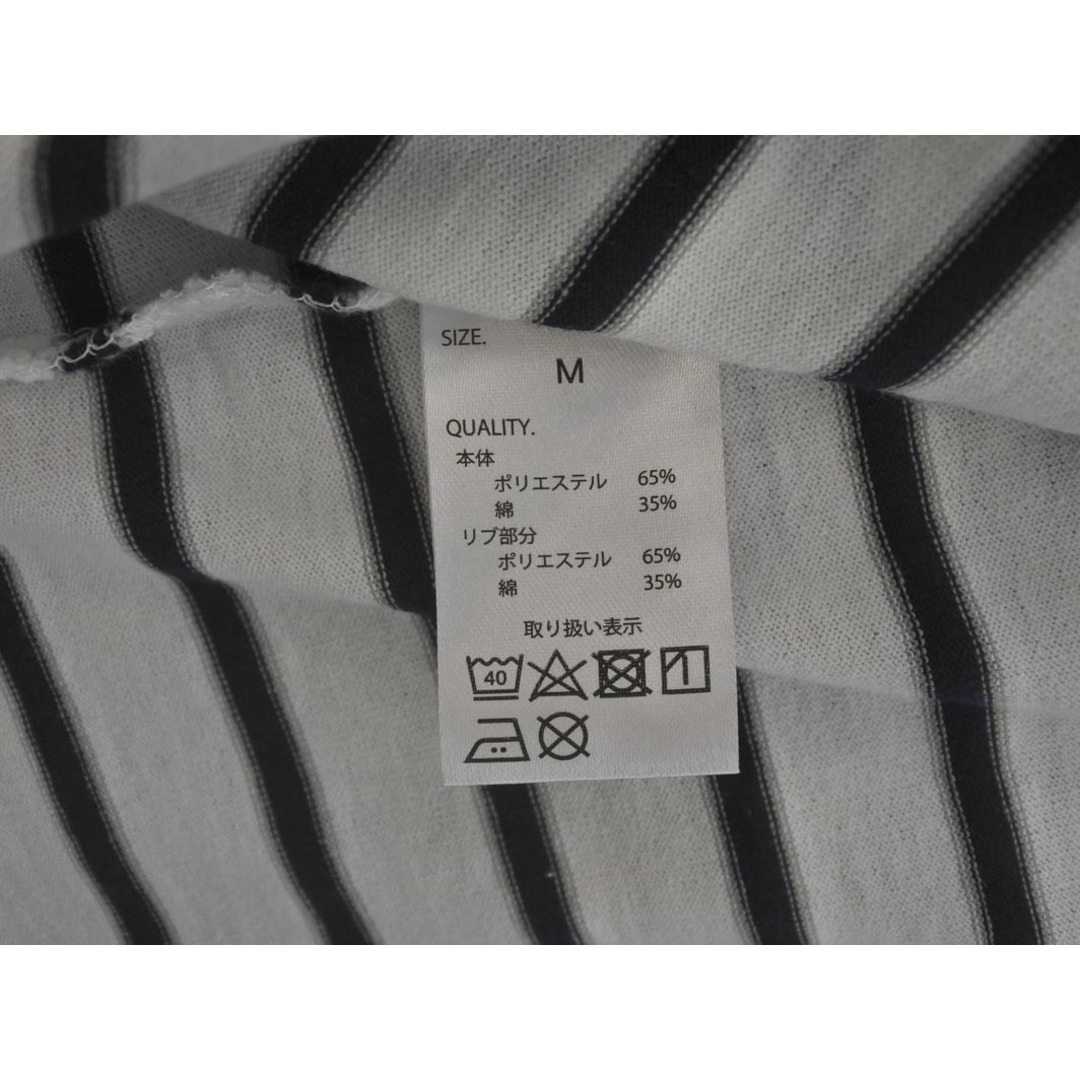 SIZE.
M
QUALITY.
本体
ポリエステル 65%
綿 35%
リブ部分
ポリエステル 65%
綿 35%
取り扱い表示
40